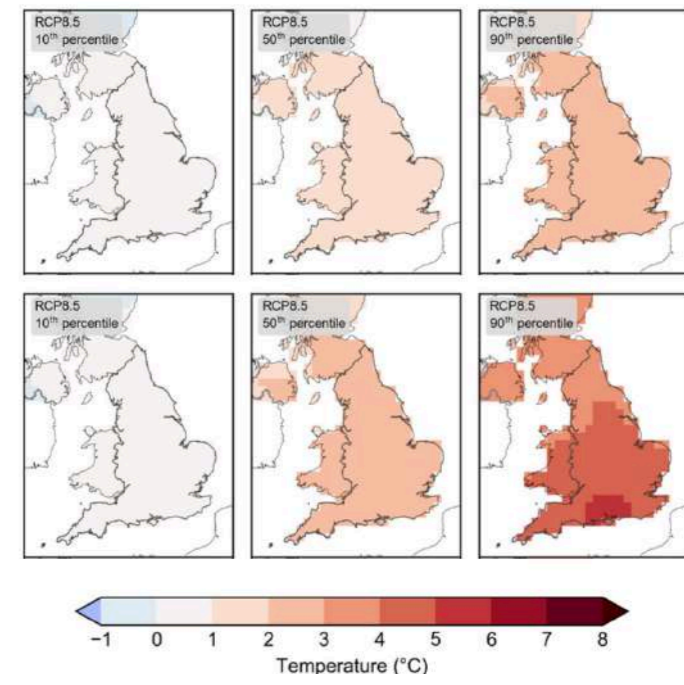 RCP8.5
10th percentile
RCP8.5
50th percentile
RCP8.5
90th percentile
RCP8.5
10th percentile
RCP8.5
50th percentile
RCP8.5
90th percentile
−1 0 1 2 3 4 5 6 7 8
Temperature (°C)